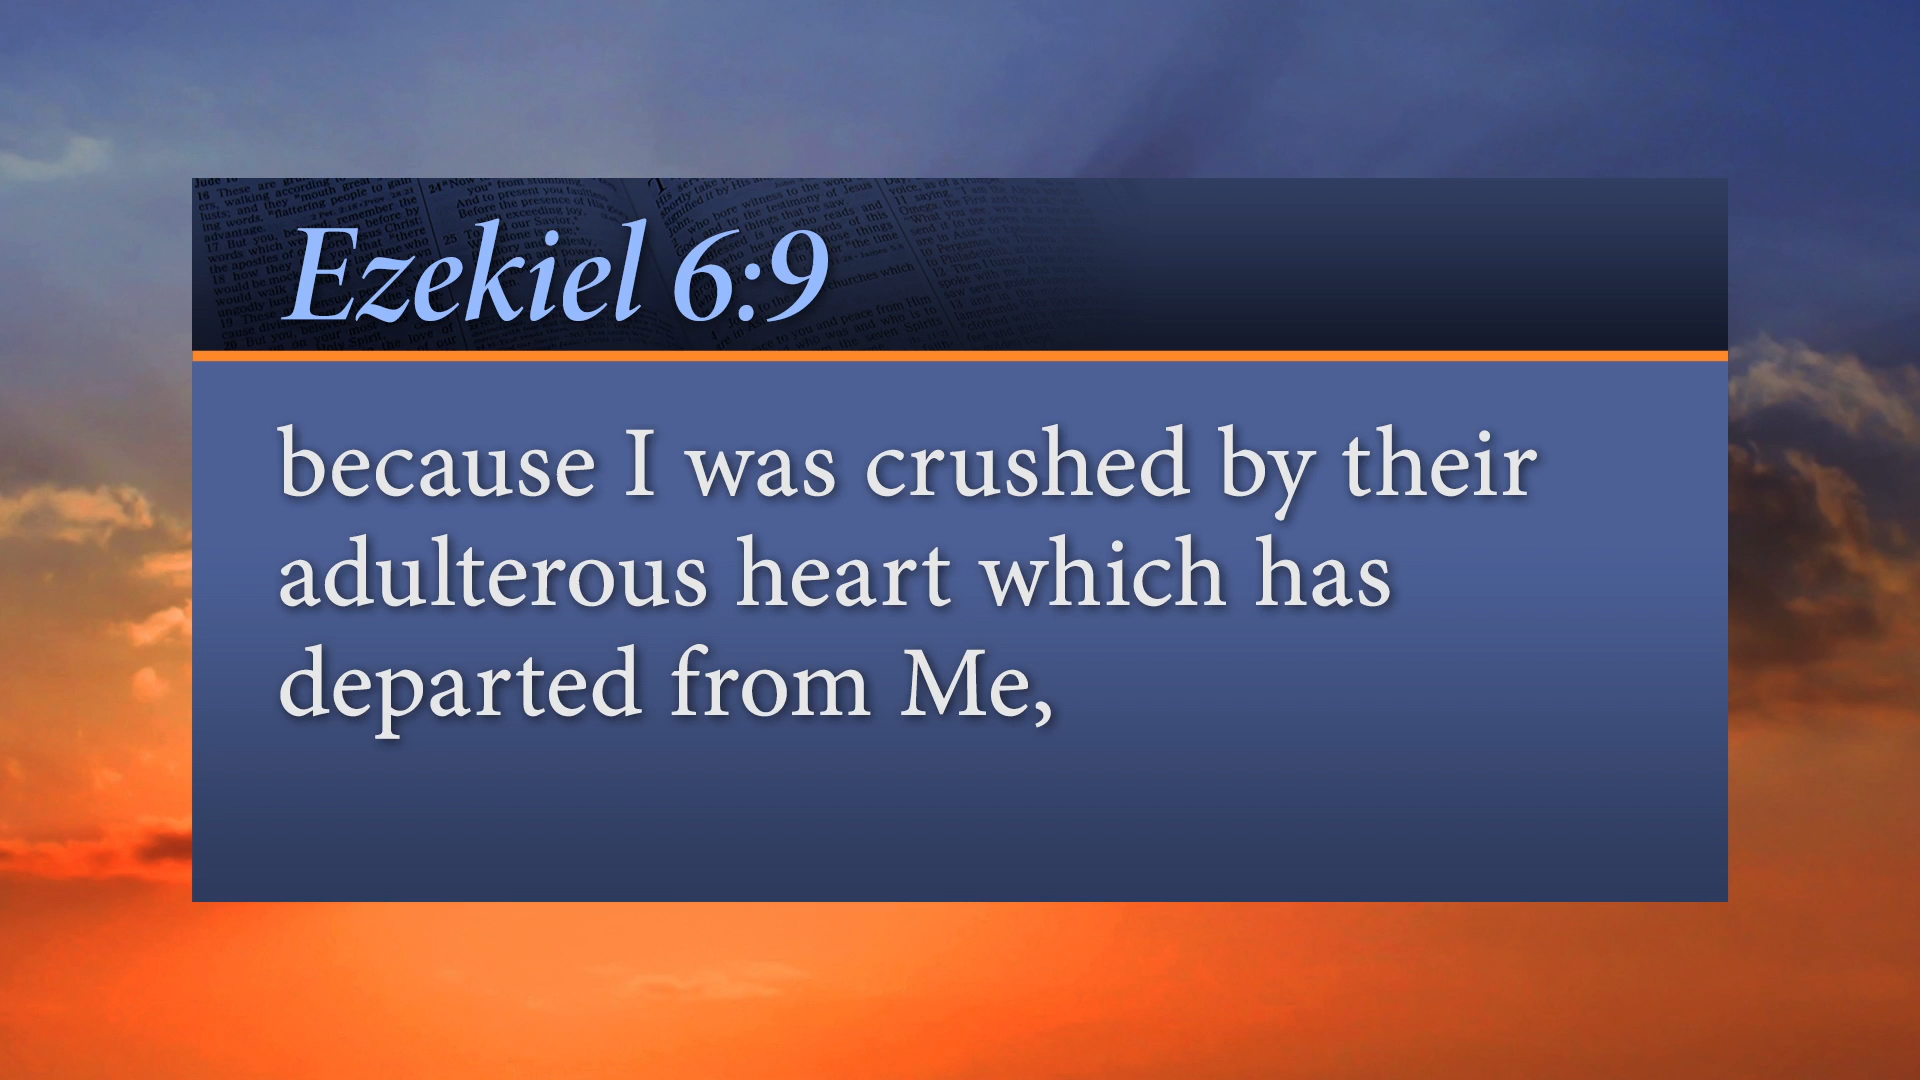 Ezekiel 6:9
because I was crushed by their
adulterous heart which has
departed from Me,